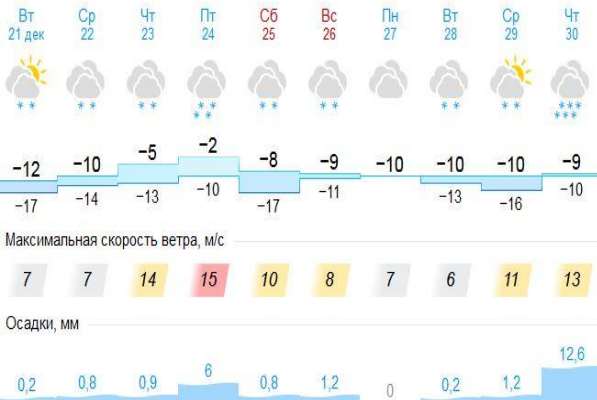 Вт Ср Чт Пт Сб Вс Пн Вт Ср Чт
21 дек 22 23 24 25 26 27 28 29 30
−12 −10 −5 −2 −8 −9 −10 −10 −10 −9
−17 −14 −13 −10 −17 −11 −13 −16 −10
Максимальная скорость ветра, м/с
7 7 14 15 10 8 7 6 11 13
Осадки, мм
0,2 0,8 0,9 6 0,8 1,2 0 0,2 1,2 12,6